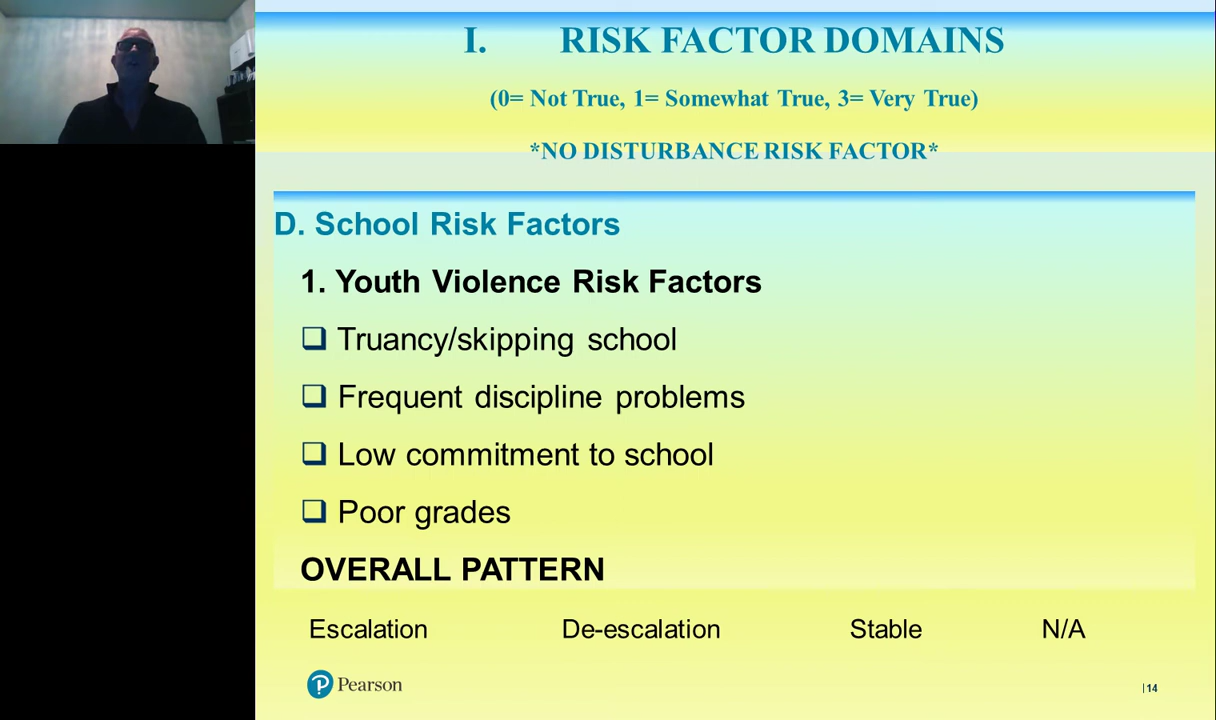 I. RISK FACTOR DOMAINS
(0= Not True, 1= Somewhat True, 3= Very True)
*NO DISTURBANCE RISK FACTOR*
D. School Risk Factors
1. Youth Violence Risk Factors
❑ Truancy/skipping school
❑ Frequent discipline problems
❑ Low commitment to school
❑ Poor grades
OVERALL PATTERN
Escalation De-escalation Stable N/A
Pearson
|14